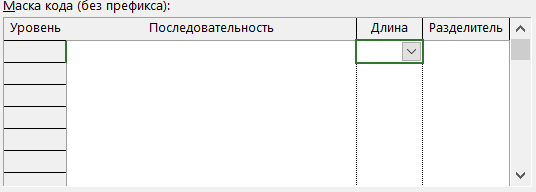 Маска кода (без префикса):
Уровень Последовательность Длина Разделитель